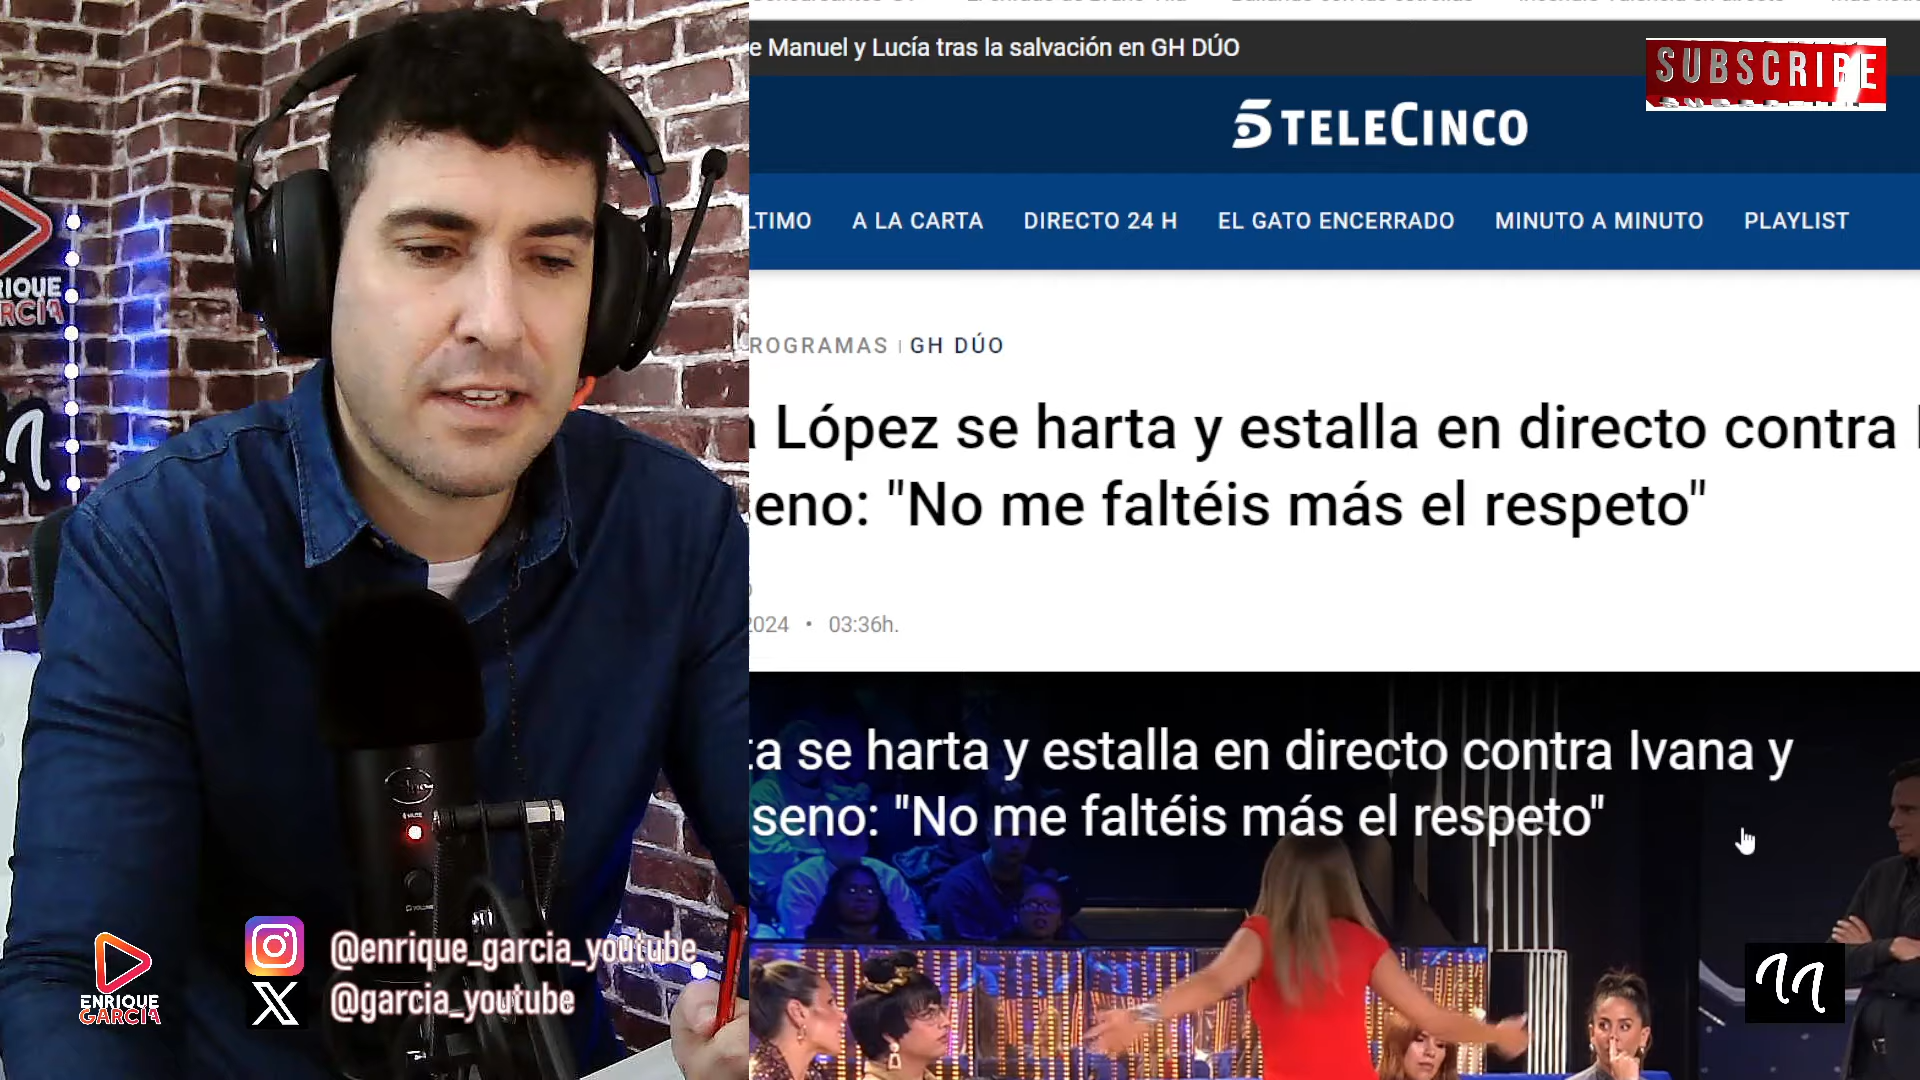 e Manuel y Lucía tras la salvación en GH DÚO
SUBSCRIBE
TELECINCO
LTIMO A LA CARTA DIRECTO 24 H EL GATO ENCERRADO MINUTO A MINUTO PLAYLIST
ROGRAMAS | GH DÚO
López se harta y estalla en directo contra
eno: "No me faltéis más el respeto"
2024 • 03:36h.
ta se harta y estalla en directo contra Ivana y
seno: "No me faltéis más el respeto"
RIQUE
RCÍA
@enrique_garcia_youtube
@garcia_youtube
ENRIQUE
GARCÍA